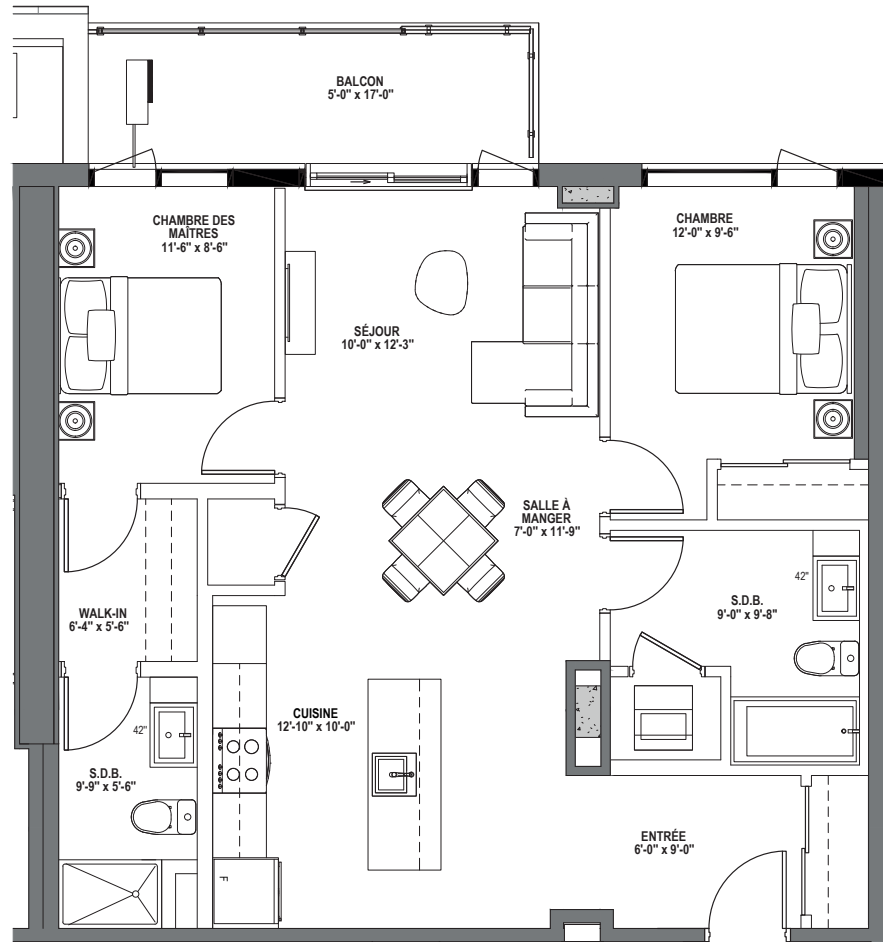 BALCON
5'-0" x 17'-0"
CHAMBRE DES
MAÎTRES
11'-6" x 8'-6"
CHAMBRE
12'-0" x 9'-6"
SÉJOUR
10'-0" x 12'-3"
SALLE À
MANGER
7'-0" x 11'-9"
42"
S.D.B.
9'-0" x 9'-8"
WALK-IN
6'-4" x 5'-6"
CUISINE
12'-10" x 10'-0"
42"
S.D.B.
9'-9" x 5'-6"
ENTRÉE
6'-0" x 9'-0"
F